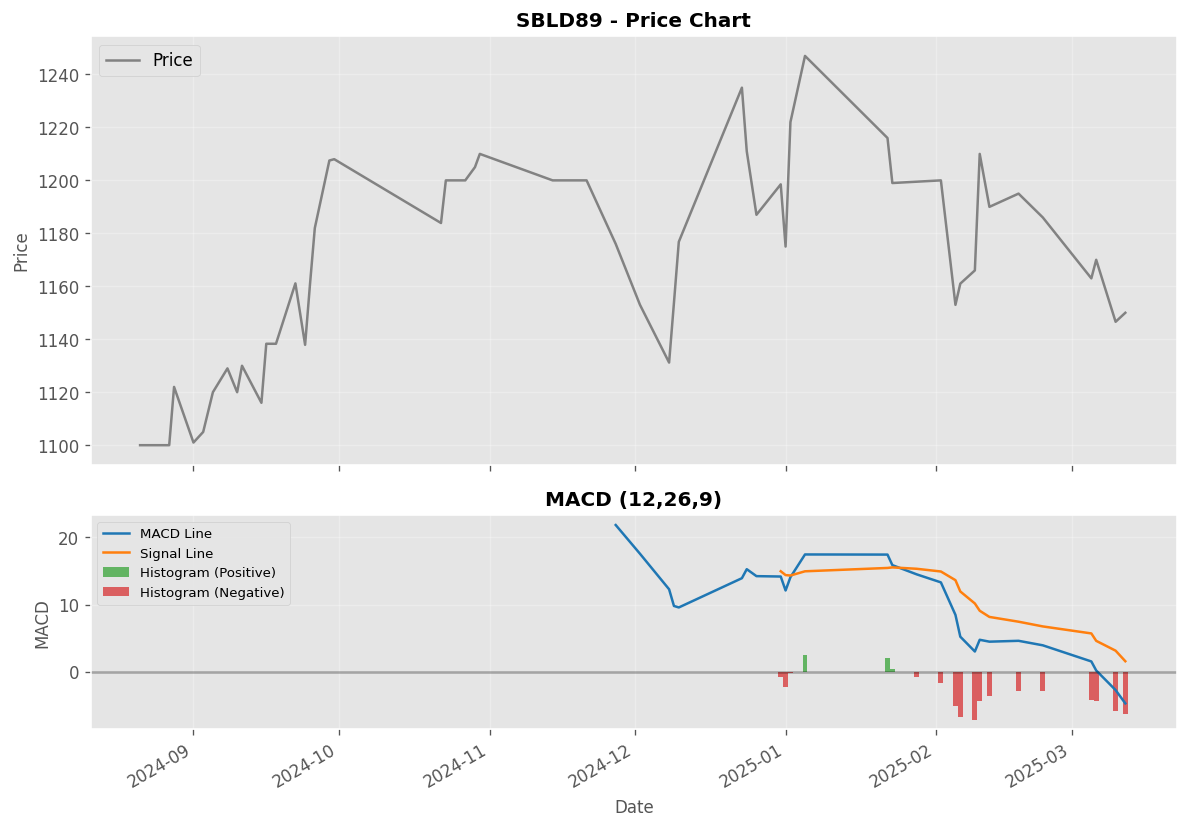 SBLD89 - Price Chart
Price
1240
1220
1200
1180
1160
1140
1120
1100
Price
MACD (12,26,9)
MACD Line
Signal Line
Histogram (Positive)
Histogram (Negative)
20
10
0
MACD
2024-09
2024-10
2024-11
2024-12
2025-01
2025-02
2025-03
Date